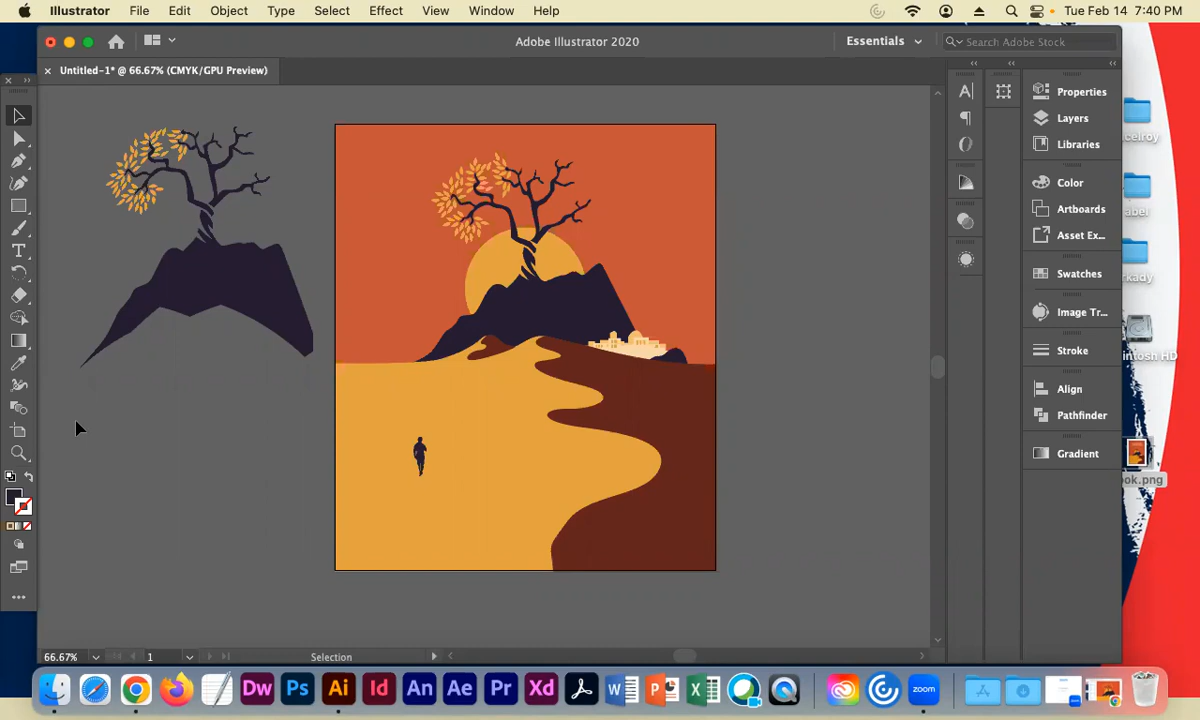 Illustrator File Edit Object Type Select Effect View Window Help Tue Feb 14 7:40 PM
Adobe Illustrator 2020 Essentials Search Adobe Stock
× Untitled-1* @ 66.67% (CMYK/GPU Preview)
Properties
Layers
Libraries
Color
Artboards
Asset Ex...
Swatches
Image Tr...
Stroke
Align
Pathfinder
Gradient
ook.png
66.67% 1 Selection
Dw Ps Ai Id An Ae Pr Xd W P X zoom